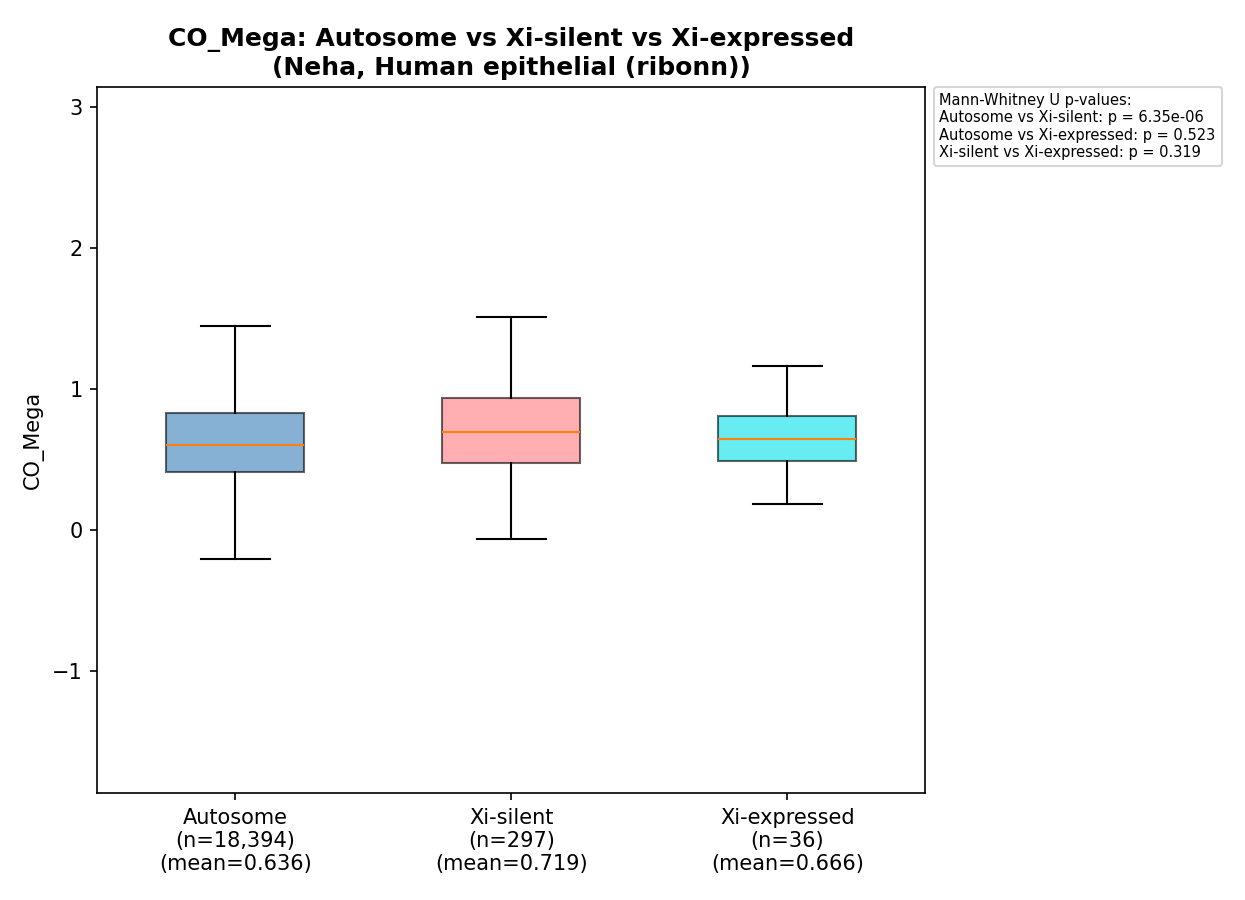 CO_Mega: Autosome vs Xi-silent vs Xi-expressed
(Neha, Human epithelial (ribonn))
Mann-Whitney U p-values:
Autosome vs Xi-silent: p = 6.35e-06
Autosome vs Xi-expressed: p = 0.523
Xi-silent vs Xi-expressed: p = 0.319
CO_Mega
3
2
1
0
−1
Autosome
(n=18,394)
(mean=0.636)
Xi-silent
(n=297)
(mean=0.719)
Xi-expressed
(n=36)
(mean=0.666)